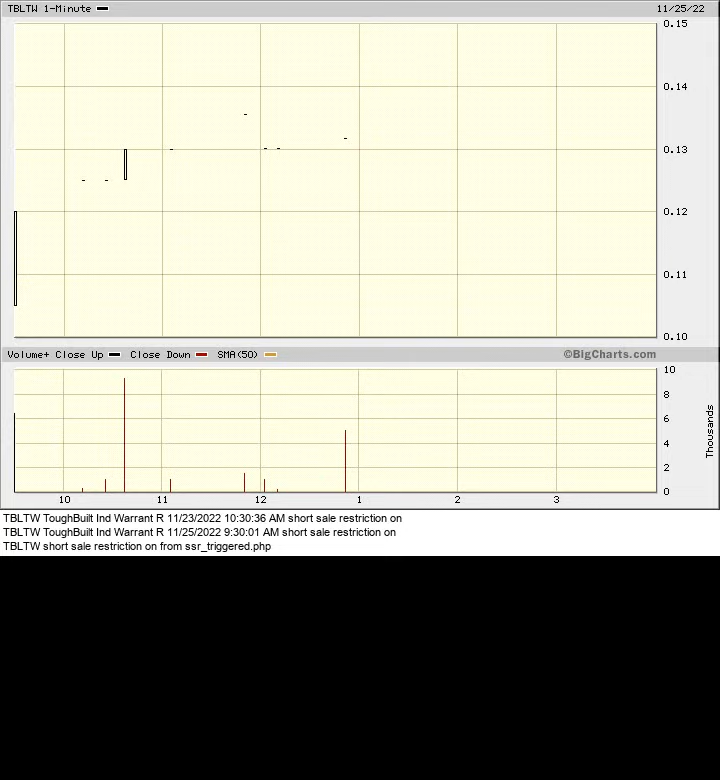 TBLTW 1-Minute 11/25/22
0.15
0.14
0.13
0.12
0.11
0.10
Volume+ Close Up Close Down SMA(50) ©BigCharts.com
10
8
6
4
2
0
Thousands
10 11 12 1 2 3
TBLTW ToughBuilt Ind Warrant R 11/23/2022 10:30:36 AM short sale restriction on
TBLTW ToughBuilt Ind Warrant R 11/25/2022 9:30:01 AM short sale restriction on
TBLTW short sale restriction on from ssr_triggered.php